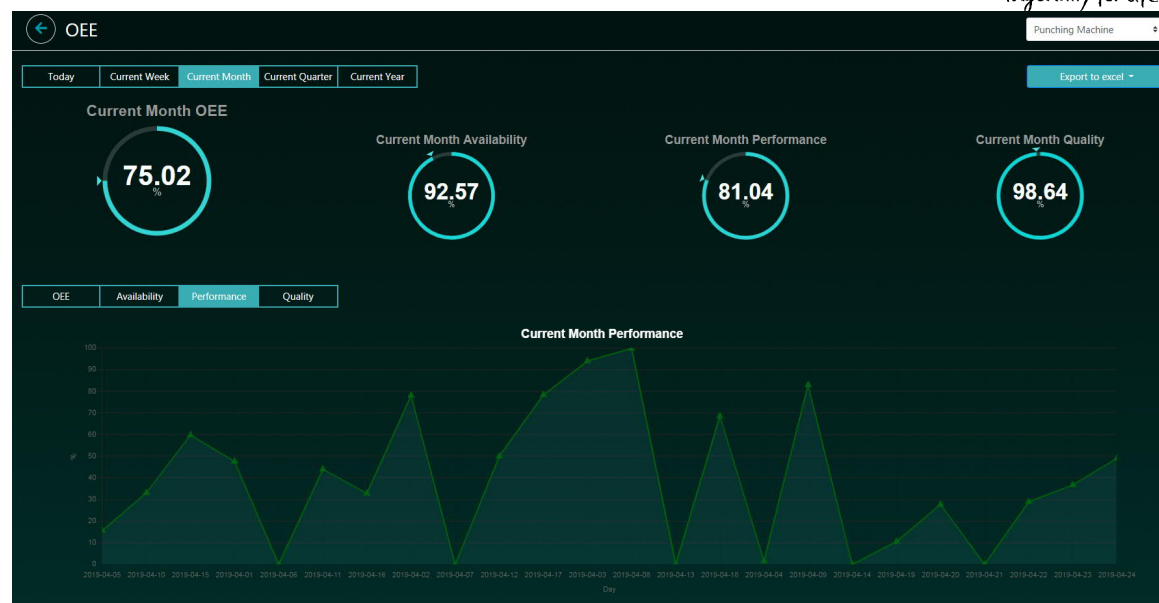 OEE
Punching Machine
Today Current Week Current Month Current Quarter Current Year
Export to excel
Current Month OEE
75.02
%
Current Month Availability
92.57
%
Current Month Performance
81.04
%
Current Month Quality
98.64
%
OEE Availability Performance Quality
Current Month Performance
100
90
80
70
60
50
40
30
20
10
0
%
2019-04-05 2019-04-10 2019-04-15 2019-04-01 2019-04-06 2019-04-11 2019-04-16 2019-04-02 2019-04-07 2019-04-12 2019-04-17 2019-04-03 2019-04-08 2019-04-13 2019-04-18 2019-04-04 2019-04-09 2019-04-14 2019-04-19 2019-04-20 2019-04-21 2019-04-22 2019-04-23 2019-04-24
Day